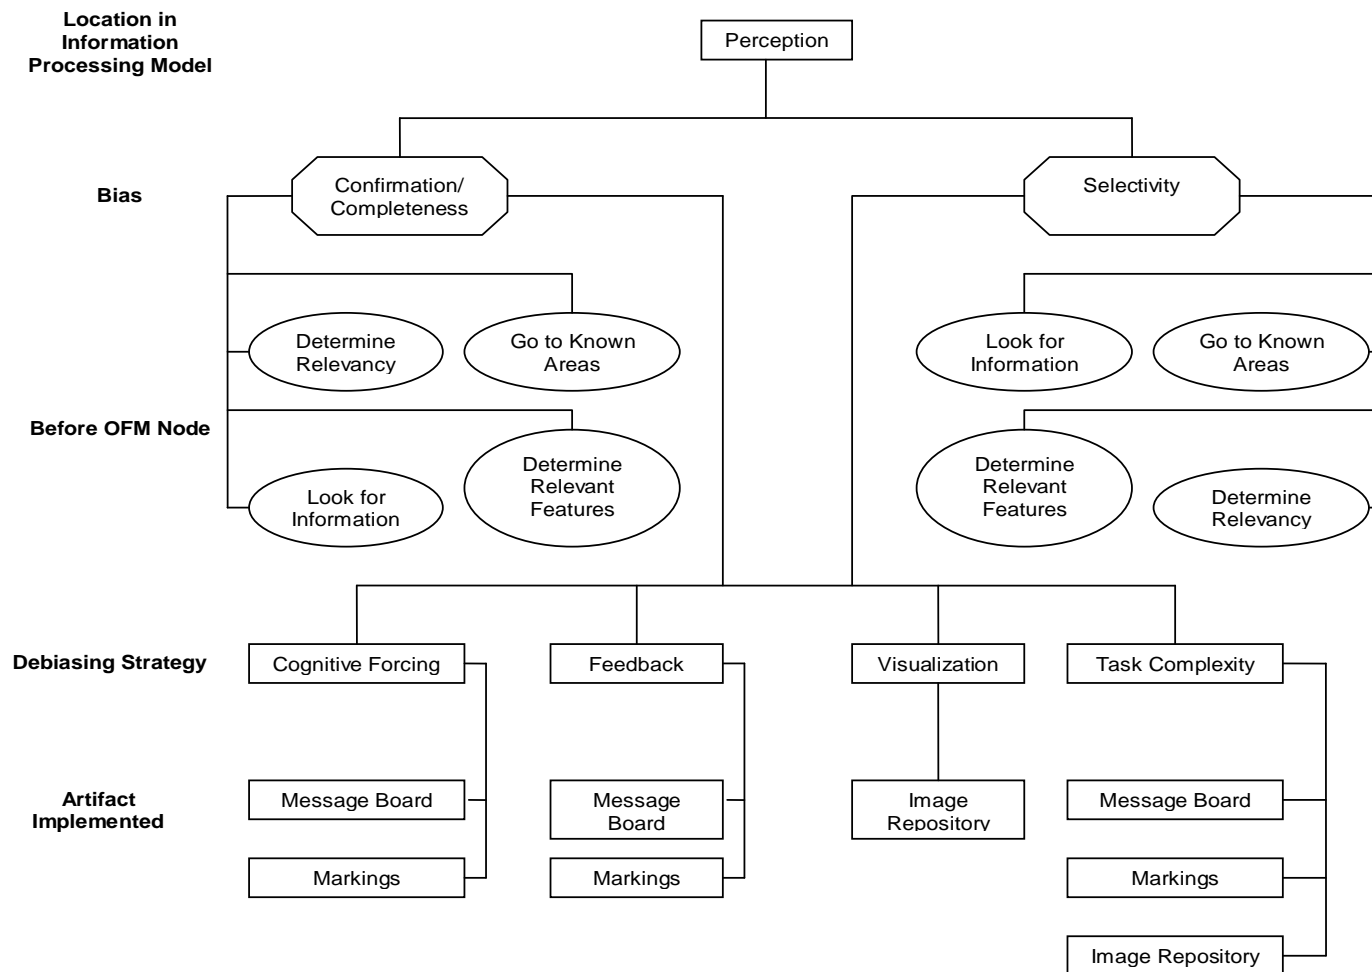 Location in
Information
Processing Model
Perception
Bias
Confirmation/
Completeness
Selectivity
Determine
Relevancy
Go to Known
Areas
Look for
Information
Go to Known
Areas
Before OFM Node
Look for
Information
Determine
Relevant
Features
Determine
Relevant
Features
Determine
Relevancy
Debiasing Strategy
Cognitive Forcing
Feedback
Visualization
Task Complexity
Artifact
Implemented
Message Board
Message
Board
Image
Repository
Message Board
Markings
Markings
Markings
Image Repository